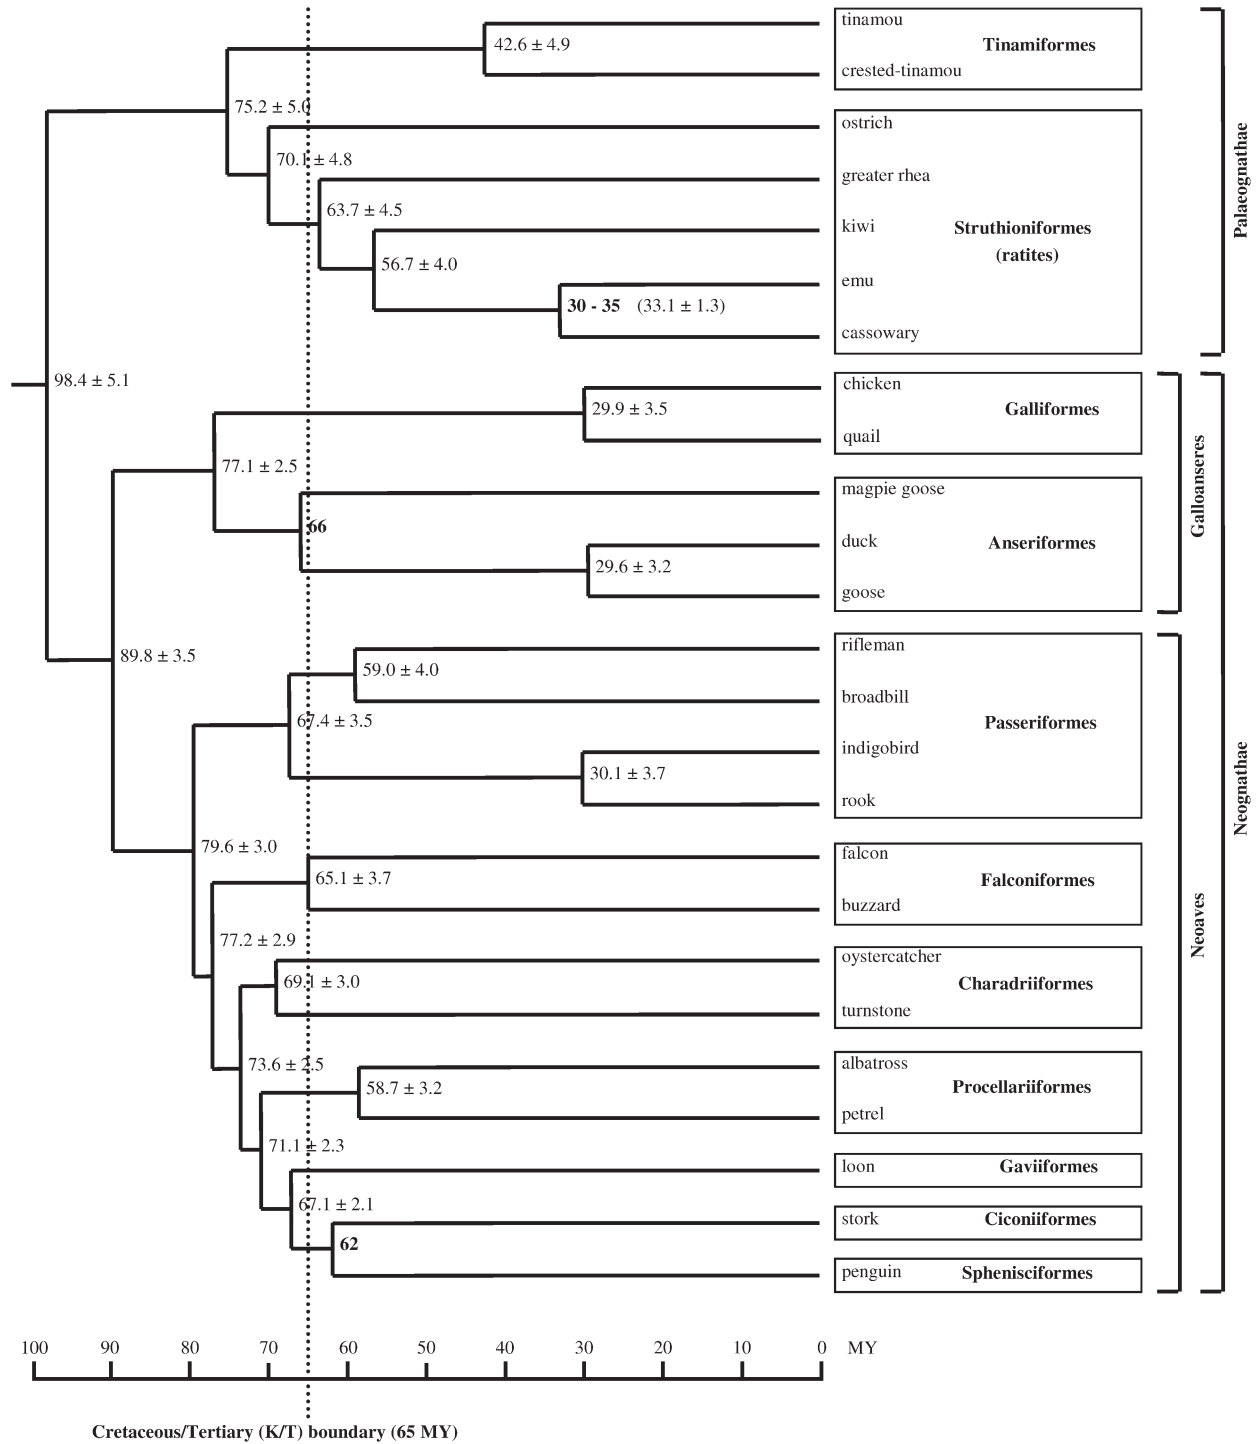 tinamou
42.6 ± 4.9
Tinamiformes
crested-tinamou
75.2 ± 5.0
ostrich
70.1 ± 4.8
greater rhea
63.7 ± 4.5
kiwi
Struthioniformes
(ratites)
56.7 ± 4.0
emu
30 - 35 (33.1 ± 1.3)
cassowary
Palaeognathae
98.4 ± 5.1
chicken
29.9 ± 3.5
Galliformes
quail
77.1 ± 2.5
magpie goose
66
duck
Anseriformes
29.6 ± 3.2
goose
Galloanseres
89.8 ± 3.5
rifleman
59.0 ± 4.0
broadbill
67.4 ± 3.5
Passeriformes
indigobird
30.1 ± 3.7
rook
79.6 ± 3.0
falcon
65.1 ± 3.7
Falconiformes
buzzard
77.2 ± 2.9
oystercatcher
69.1 ± 3.0
Charadriiformes
turnstone
73.6 ± 2.5
albatross
58.7 ± 3.2
Procellariiformes
petrel
71.1 ± 2.3
loon
Gaviiformes
67.1 ± 2.1
stork
Ciconiiformes
62
penguin
Sphenisciformes
Neoaves
Neognathae
100 90 80 70 60 50 40 30 20 10 0 MY
Cretaceous/Tertiary (K/T) boundary (65 MY)